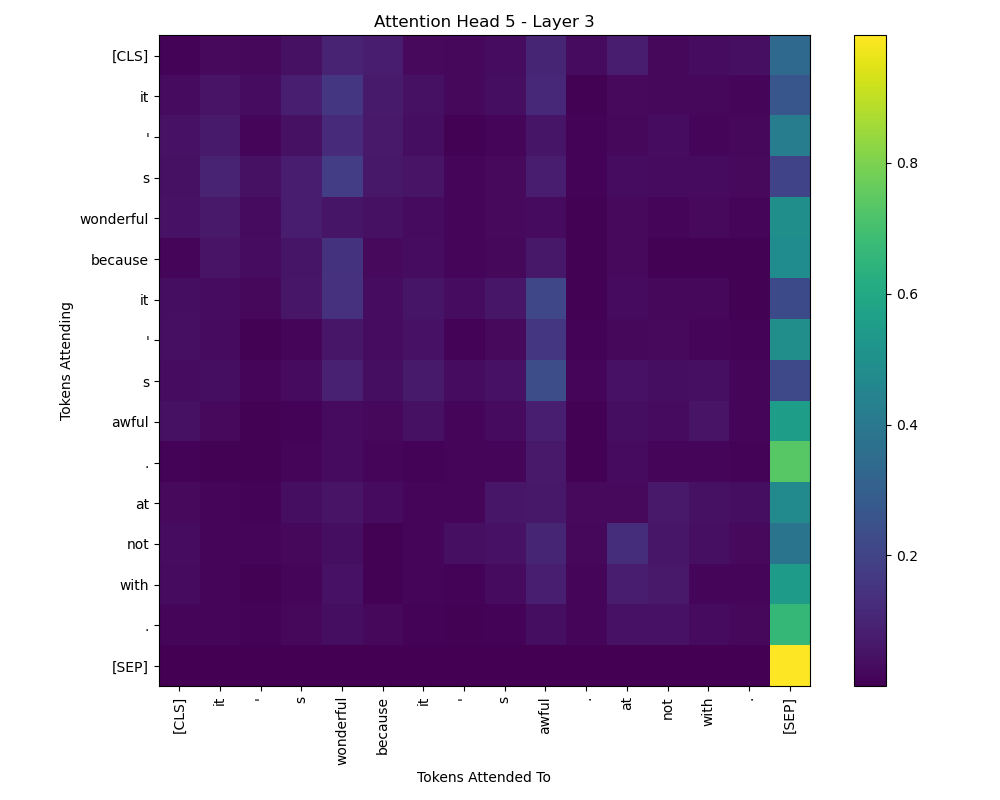 Attention Head 5 - Layer 3
Tokens Attending
[CLS]
it
'
s
wonderful
because
it
'
s
awful
.
at
not
with
.
[SEP]
[CLS] it ' s wonderful because it ' s awful . at not with . [SEP]
Tokens Attended To
0.8
0.6
0.4
0.2